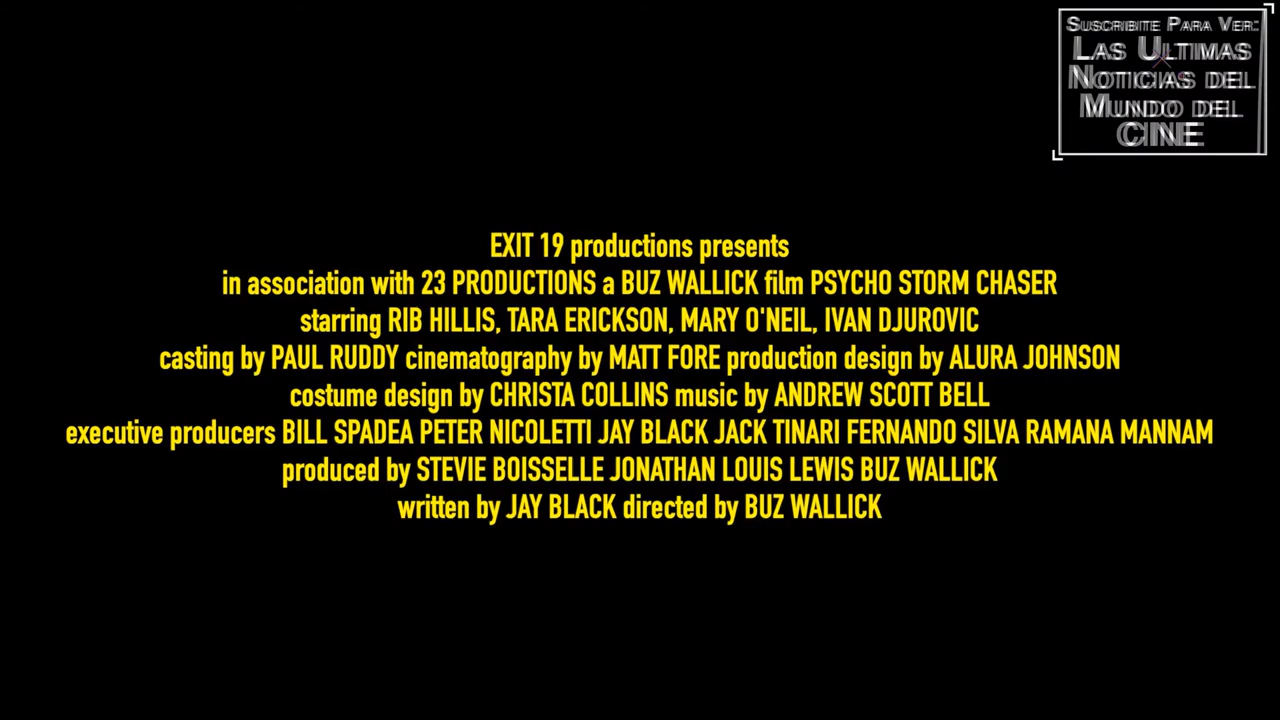 Suscribite Para Ver:
Las Ultimas
Noticias del
Mundo del
CINE
EXIT 19 productions presents
in association with 23 PRODUCTIONS a BUZ WALLICK film PSYCHO STORM CHASER
starring RIB HILLIS, TARA ERICKSON, MARY O'NEIL, IVAN DJUROVIC
casting by PAUL RUDDY cinematography by MATT FORE production design by ALURA JOHNSON
costume design by CHRISTA COLLINS music by ANDREW SCOTT BELL
executive producers BILL SPADEA PETER NICOLETTI JAY BLACK JACK TINARI FERNANDO SILVA RAMANA MANNAM
produced by STEVIE BOISSELLE JONATHAN LOUIS LEWIS BUZ WALLICK
written by JAY BLACK directed by BUZ WALLICK